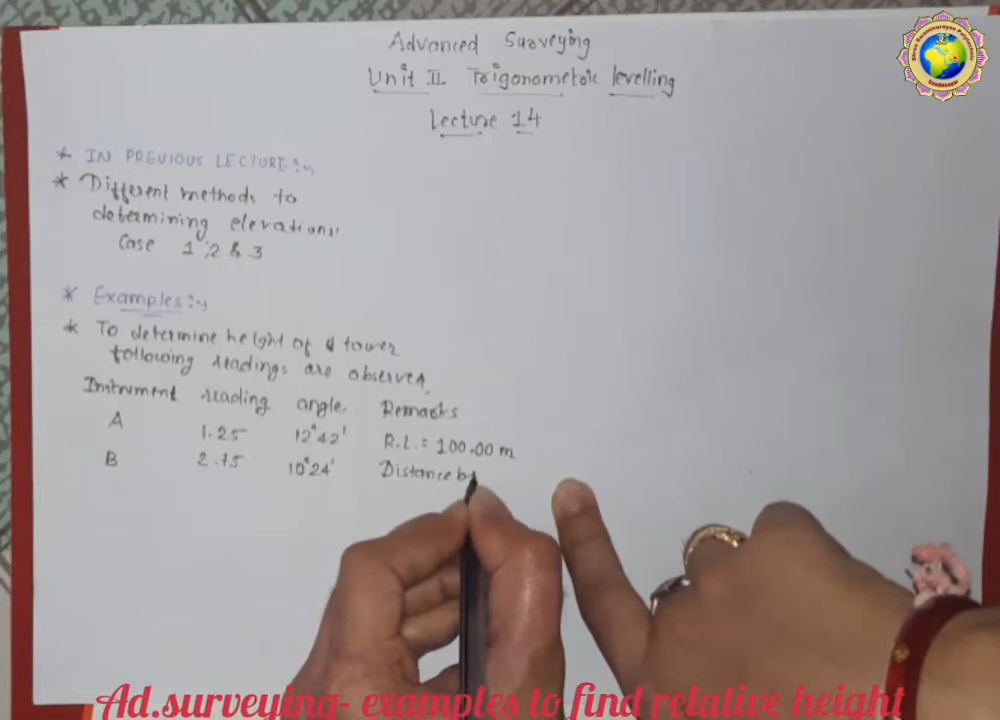 Advanced Surveying
Unit II Trigonometric levelling
Lecture 14
* IN PREVIOUS LECTURE:~
* Different methods to
determining elevations:
Case 1,2 & 3
* Examples:~
* To determine height of a tower
following readings are observed,
Instrument reading angle Remarks
A 1.25 12°42' R.L.= 100.00 m
B 2.75 10°24' Distance b
Ad.surveying- examples to find relative height